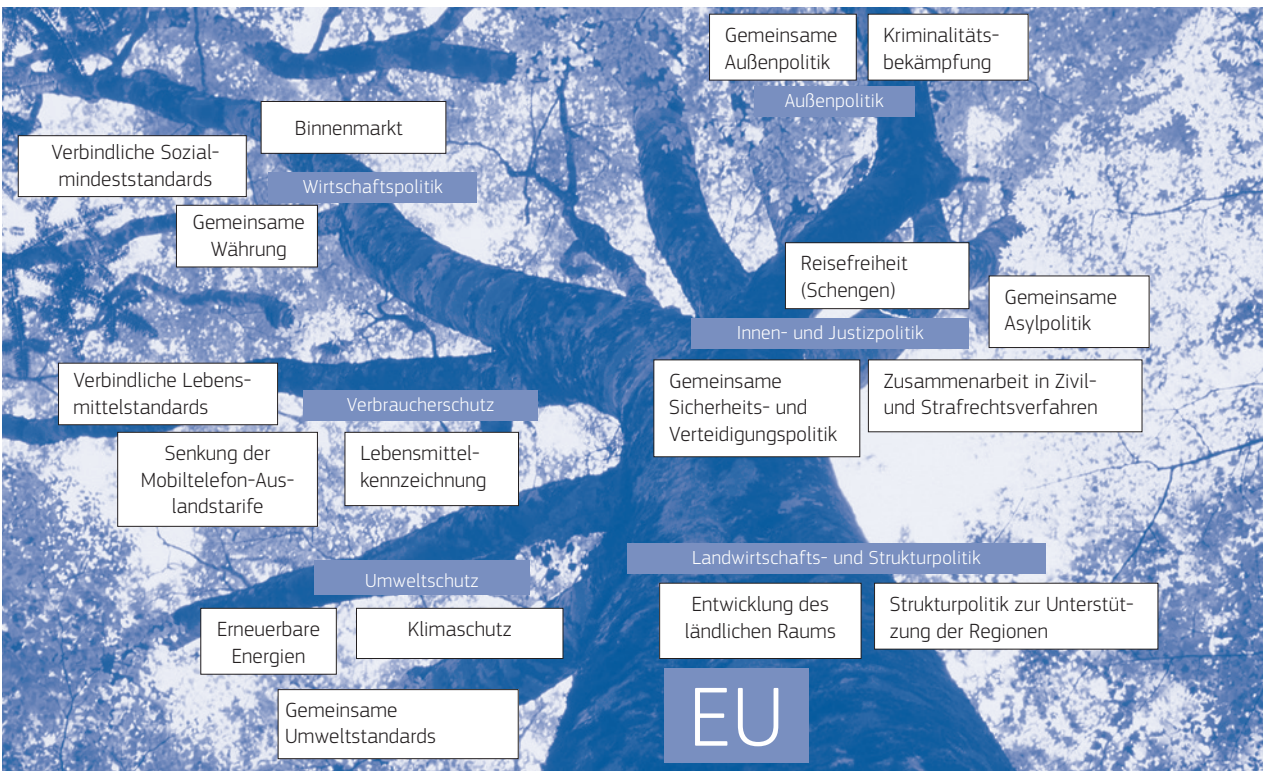 Gemeinsame
Außenpolitik
Kriminalitäts-
bekämpfung
Außenpolitik
Binnenmarkt
Verbindliche Sozial-
mindeststandards
Wirtschaftspolitik
Gemeinsame
Währung
Reisefreiheit
(Schengen)
Gemeinsame
Asylpolitik
Innen- und Justizpolitik
Gemeinsame
Sicherheits- und
Verteidigungspolitik
Zusammenarbeit in Zivil-
und Strafrechtsverfahren
Verbindliche Lebens-
mittelstandards
Verbraucherschutz
Senkung der
Mobiltelefon-Aus-
landstarife
Lebensmittel-
kennzeichnung
Landwirtschafts- und Strukturpolitik
Entwicklung des
ländlichen Raums
Strukturpolitik zur Unterstüt-
zung der Regionen
Umweltschutz
Erneuerbare
Energien
Klimaschutz
Gemeinsame
Umweltstandards
EU